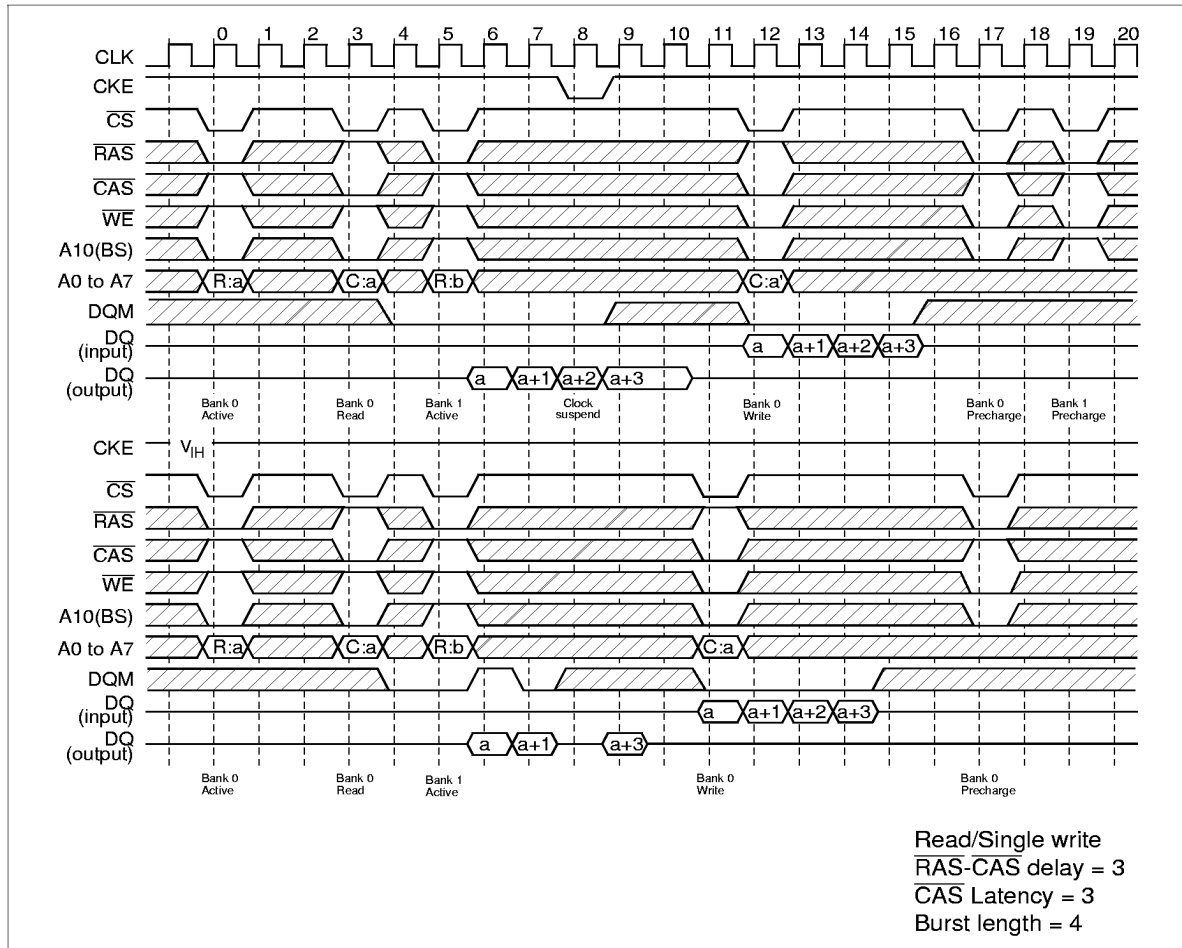 0 1 2 3 4 5 6 7 8 9 10 11 12 13 14 15 16 17 18 19 20
CLK
CKE
CS
RAS
CAS
WE
A10(BS)
A0 to A7 R:a C:a R:b C:a'
DQM
DQ
(input) a a+1 a+2 a+3
DQ
(output) a a+1 a+2 a+3
Bank 0 Bank 0 Bank 1 Clock Bank 0 Bank 0 Bank 1
Active Read Active suspend Write Precharge Precharge
CKE VIH
CS
RAS
CAS
WE
A10(BS)
A0 to A7 R:a C:a R:b C:a
DQM
DQ
(input) a a+1 a+2 a+3
DQ
(output) a a+1 a+3
Bank 0 Bank 0 Bank 1 Bank 0 Bank 0
Active Read Active Write Precharge
Read/Single write
RAS-CAS delay = 3
CAS Latency = 3
Burst length = 4